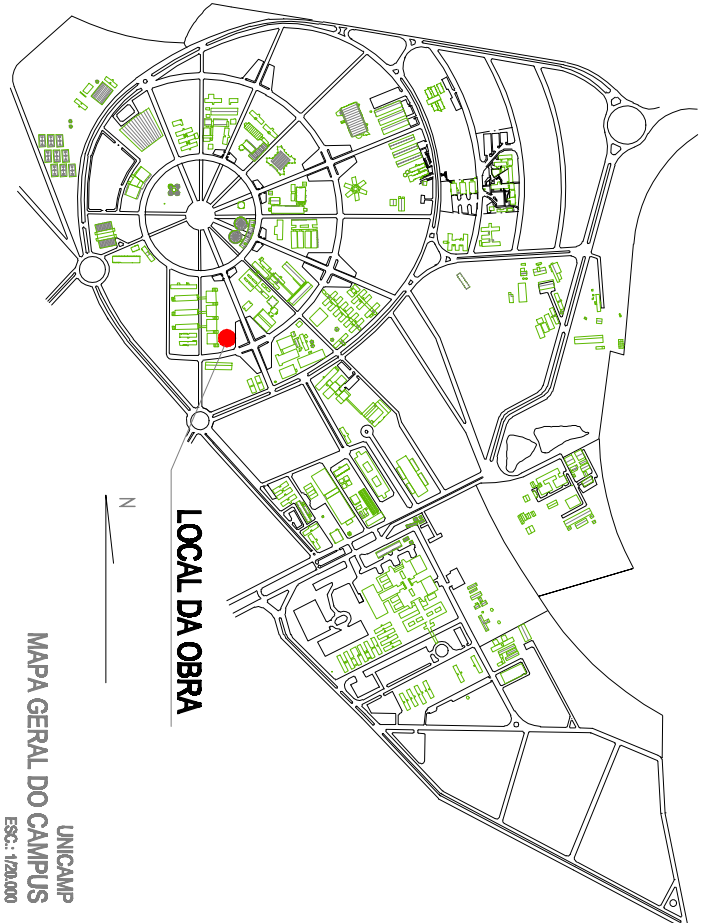 N
LOCAL DA OBRA
UNICAMP
MAPA GERAL DO CAMPUS
ESC.: 1/20.000